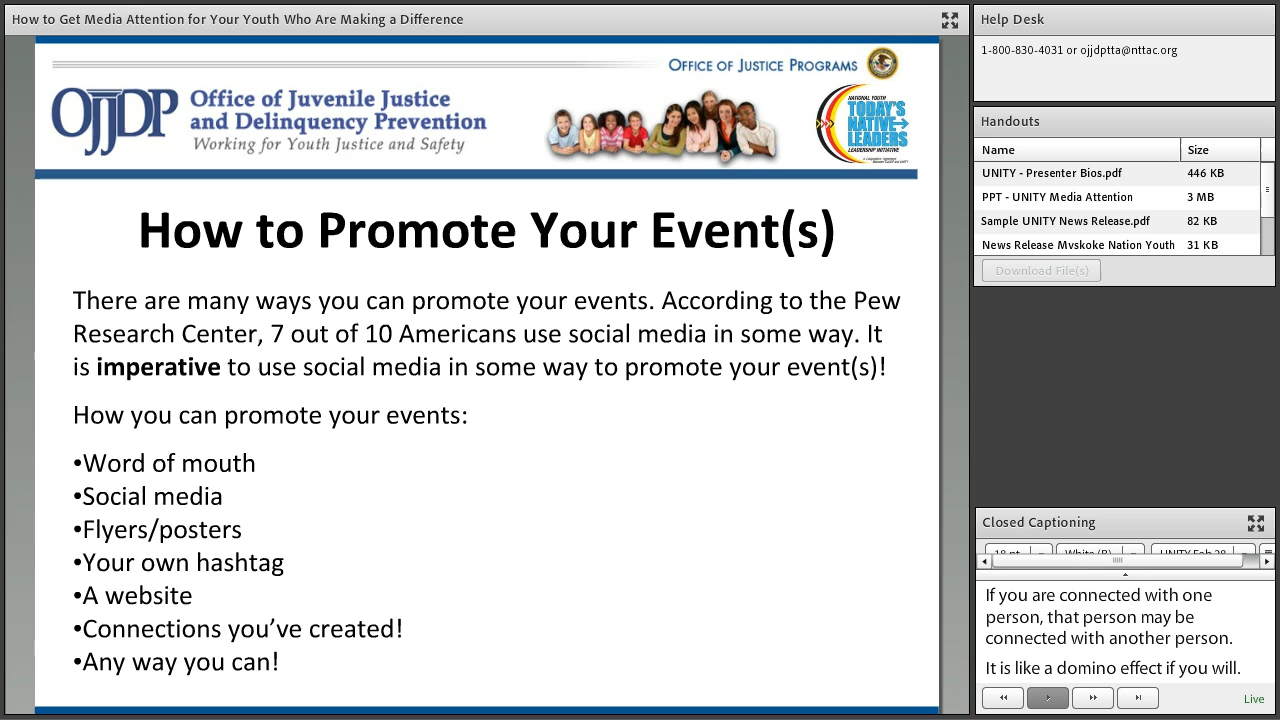 How to Get Media Attention for Your Youth Who Are Making a Difference
OFFICE OF JUSTICE PROGRAMS
OJJDP
Office of Juvenile Justice
and Delinquency Prevention
Working for Youth Justice and Safety
NATIONAL YOUTH
TODAY'S
NATIVE
LEADERS
LEADERSHIP INITIATIVE
How to Promote Your Event(s)
There are many ways you can promote your events. According to the Pew
Research Center, 7 out of 10 Americans use social media in some way. It
is imperative to use social media in some way to promote your event(s)!
How you can promote your events:
•Word of mouth
•Social media
•Flyers/posters
•Your own hashtag
•A website
•Connections you've created!
•Any way you can!
Help Desk
1-800-830-4031 or ojjdptta@nttac.org
Handouts
Name Size
UNITY - Presenter Bios.pdf 446 KB
PPT - UNITY Media Attention 3 MB
Sample UNITY News Release.pdf 82 KB
News Release Mvskoke Nation Youth 31 KB
Download File(s)
Closed Captioning
18 pt White (B) UNITY Feb 28
If you are connected with one
person, that person may be
connected with another person.
It is like a domino effect if you will.
Live